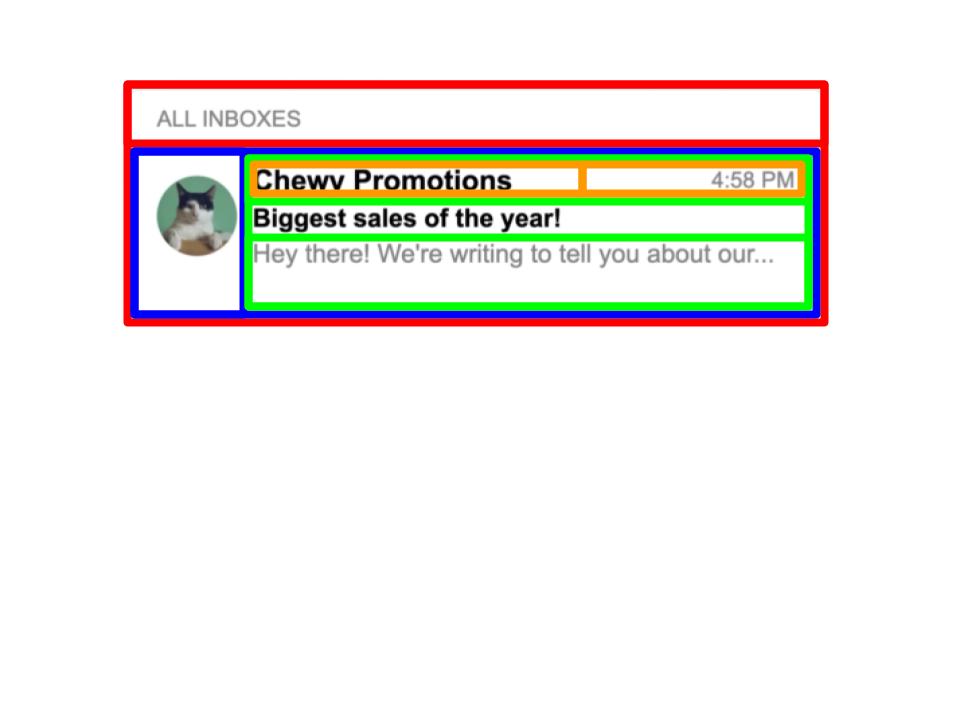 ALL INBOXES
Chewy Promotions 4:58 PM
Biggest sales of the year!
Hey there! We're writing to tell you about our...